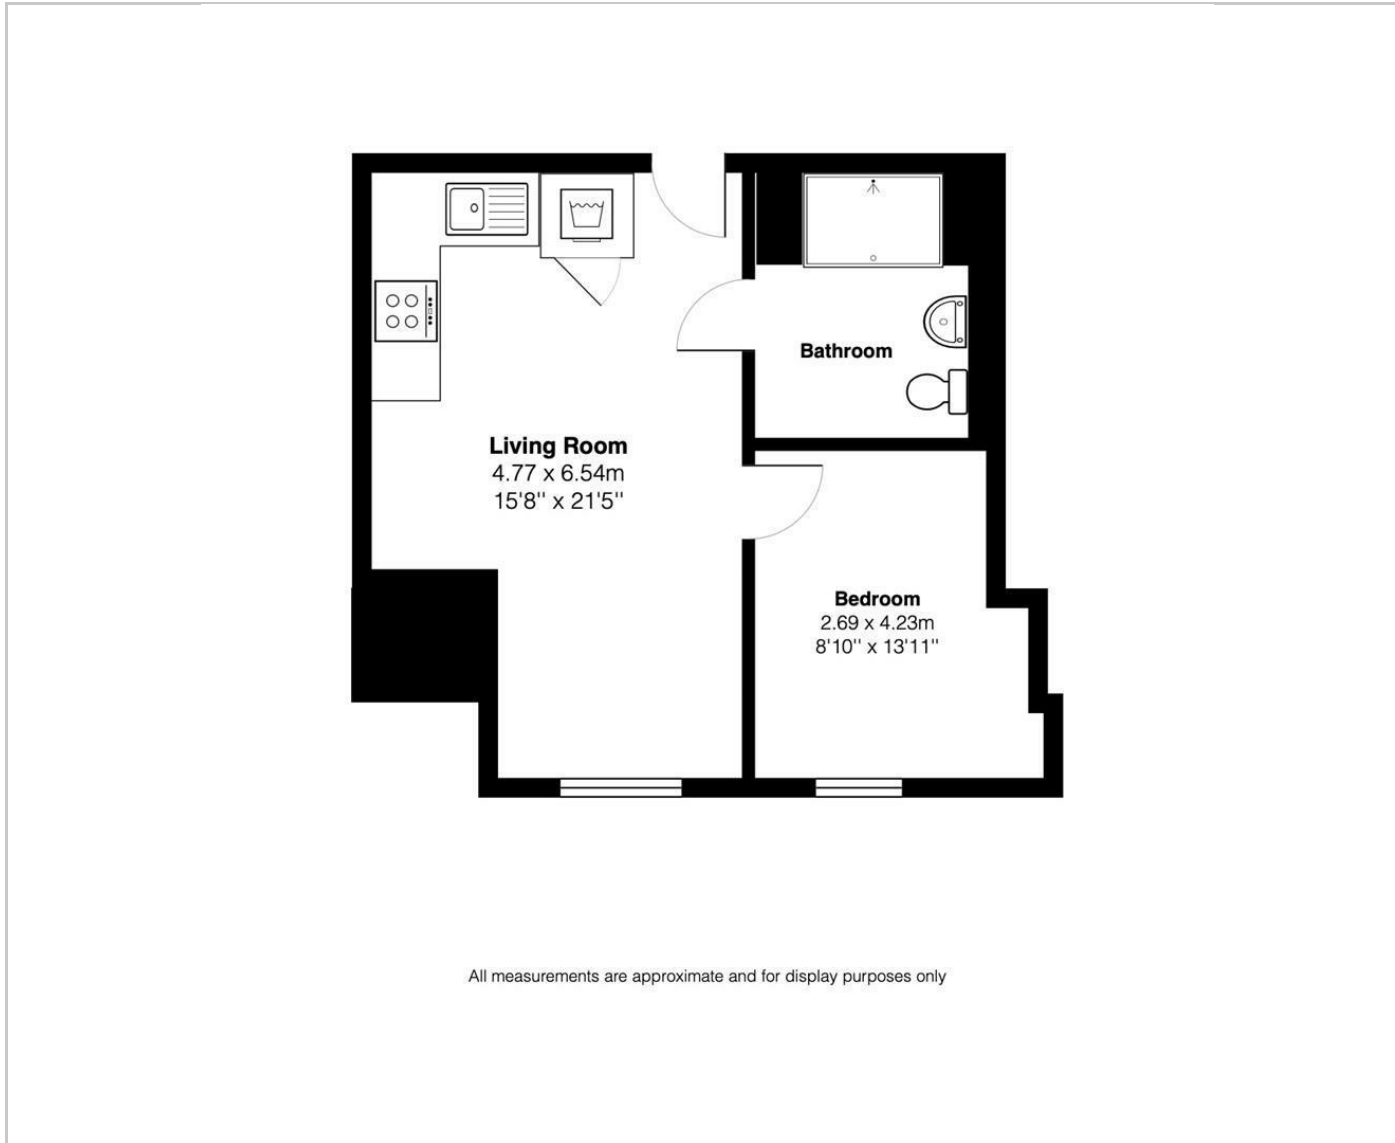 Bathroom
Living Room
4.77 x 6.54m
15'8'' x 21'5''
Bedroom
2.69 x 4.23m
8'10'' x 13'11''
All measurements are approximate and for display purposes only